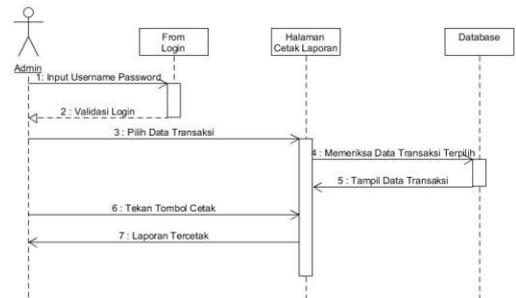 From
Login
Halaman
Cetak Laporan
Database
Admin
1: Input Username Password
2 : Validasi Login
3 : Pilih Data Transaksi
4 : Memeriksa Data Transaksi Terpilih
5 : Tampil Data Transaksi
6 : Tekan Tombol Cetak
7 : Laporan Tercetak